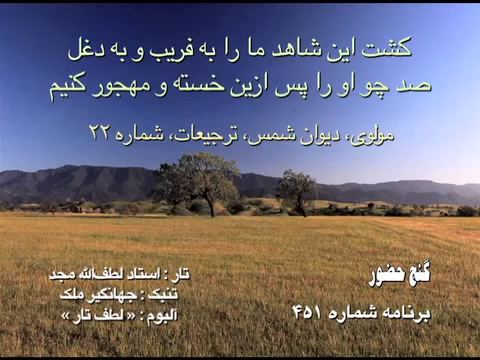 کشت این شاهد ما را به فریب و به دغل
صد چو او را پس ازین خسته و مهجور کنیم
مولوی، دیوان شمس، ترجیعات، شماره ۲۲
گنج حضور
برنامه شماره ۴۵۱
تار : استاد لطف‌الله مجد
تنبک : جهانگیر ملک
آلبوم : « لطف تار »